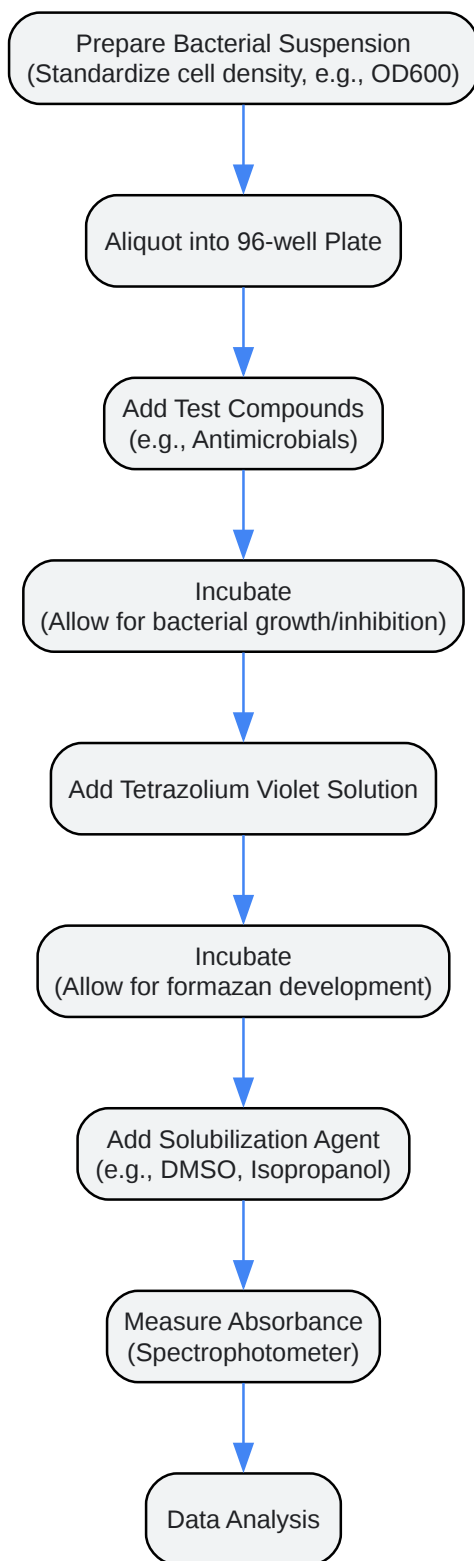 Prepare Bacterial Suspension
(Standardize cell density, e.g., OD600)
Aliquot into 96-well Plate
Add Test Compounds
(e.g., Antimicrobials)
Incubate
(Allow for bacterial growth/inhibition)
Add Tetrazolium Violet Solution
Incubate
(Allow for formazan development)
Add Solubilization Agent
(e.g., DMSO, Isopropanol)
Measure Absorbance
(Spectrophotometer)
Data Analysis